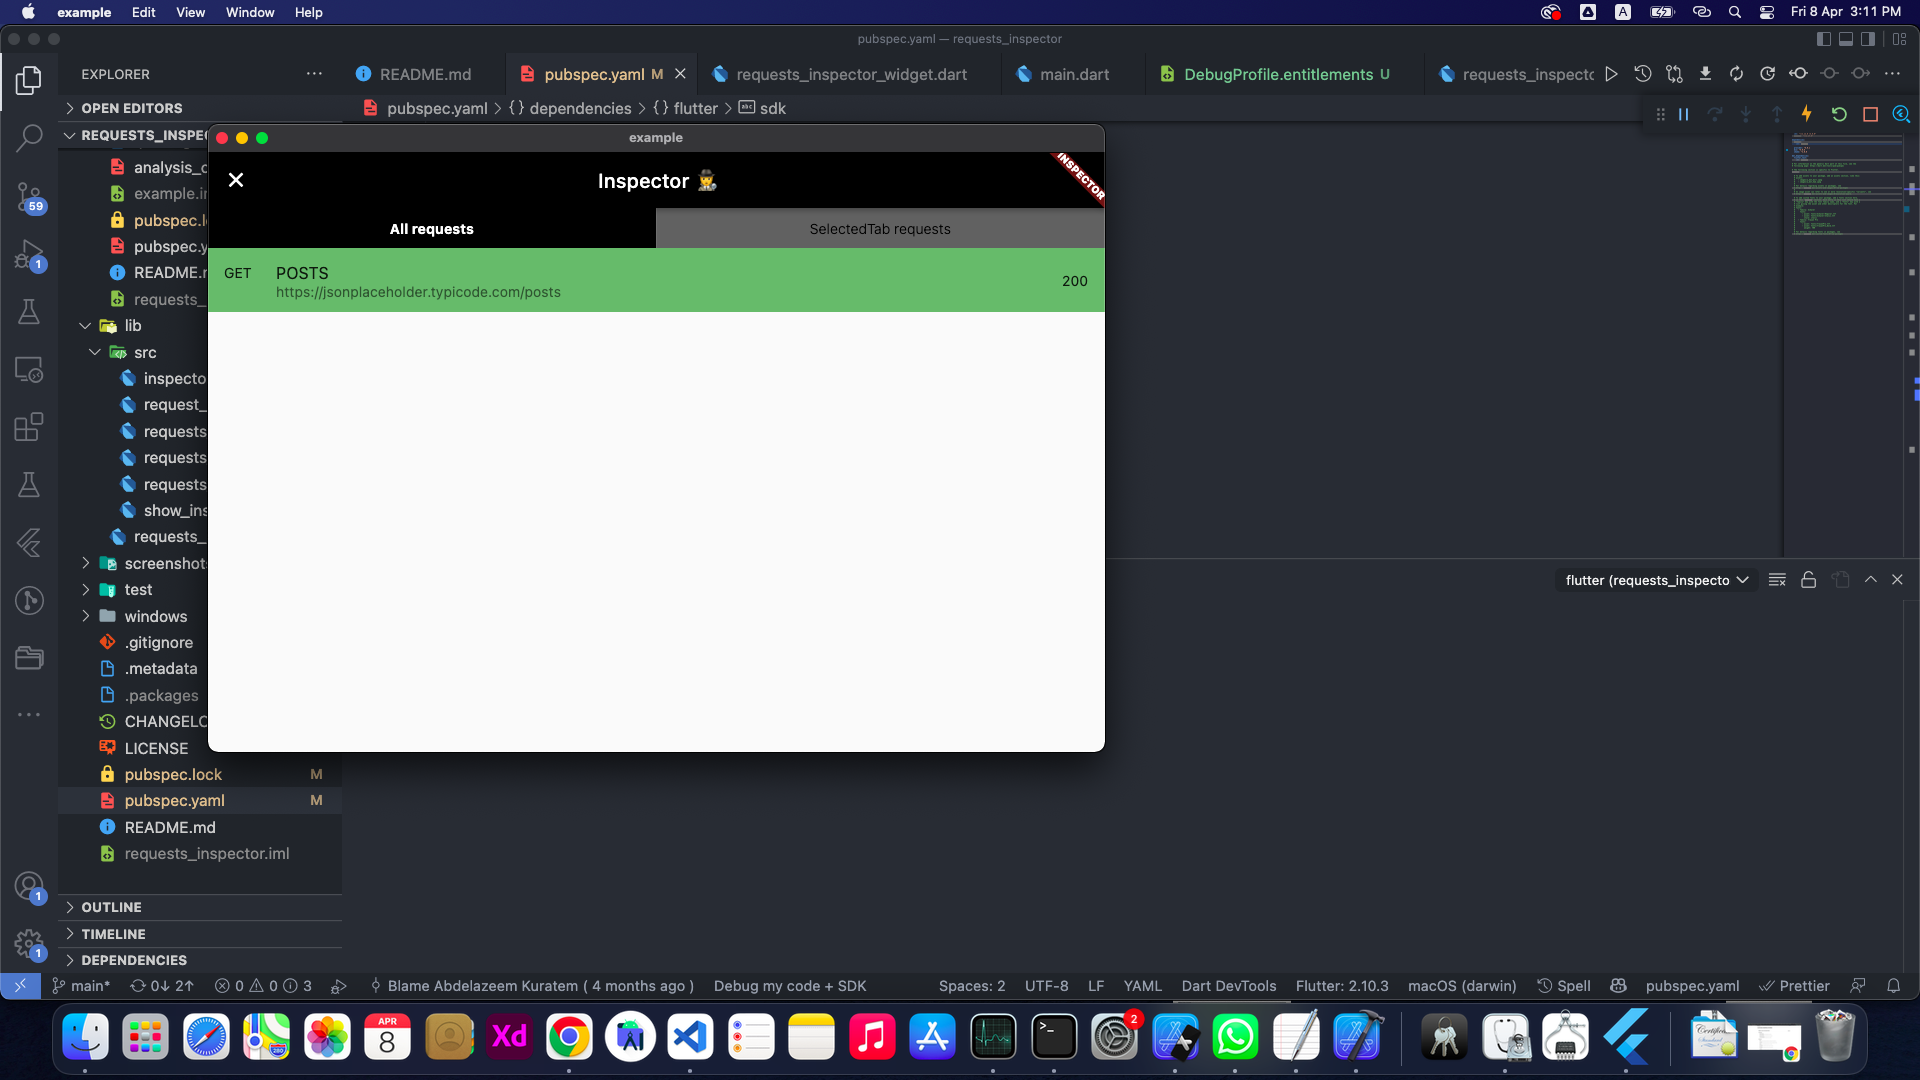 example Edit View Window Help
A
Fri 8 Apr 3:11 PM
pubspec.yaml — requests_inspector
EXPLORER
README.md
pubspec.yaml M
requests_inspector_widget.dart
main.dart
DebugProfile.entitlements U
requests_inspectc
OPEN EDITORS
pubspec.yaml > {} dependencies > {} flutter > abc sdk
REQUESTS_INSPE
analysis_
example.i
pubspec.l
pubspec.y
README.
requests_
lib
src
inspecto
request_
requests
requests
requests
show_ins
requests_
screenshot
test
windows
.gitignore
.metadata
.packages
CHANGELO
LICENSE
pubspec.lock M
pubspec.yaml M
README.md
requests_inspector.iml
OUTLINE
TIMELINE
DEPENDENCIES
59
1
1
1
example
Inspector 🕵
INSPECTOR
All requests
SelectedTab requests
GET
POSTS
https://jsonplaceholder.typicode.com/posts
200
flutter (requests_inspecto
main* 0↓ 2↑ 0 0 3 Blame Abdelazeem Kuratem ( 4 months ago ) Debug my code + SDK
Spaces: 2 UTF-8 LF YAML Dart DevTools Flutter: 2.10.3 macOS (darwin) Spell pubspec.yaml Prettier
APR
8
Xd
280
>_
2